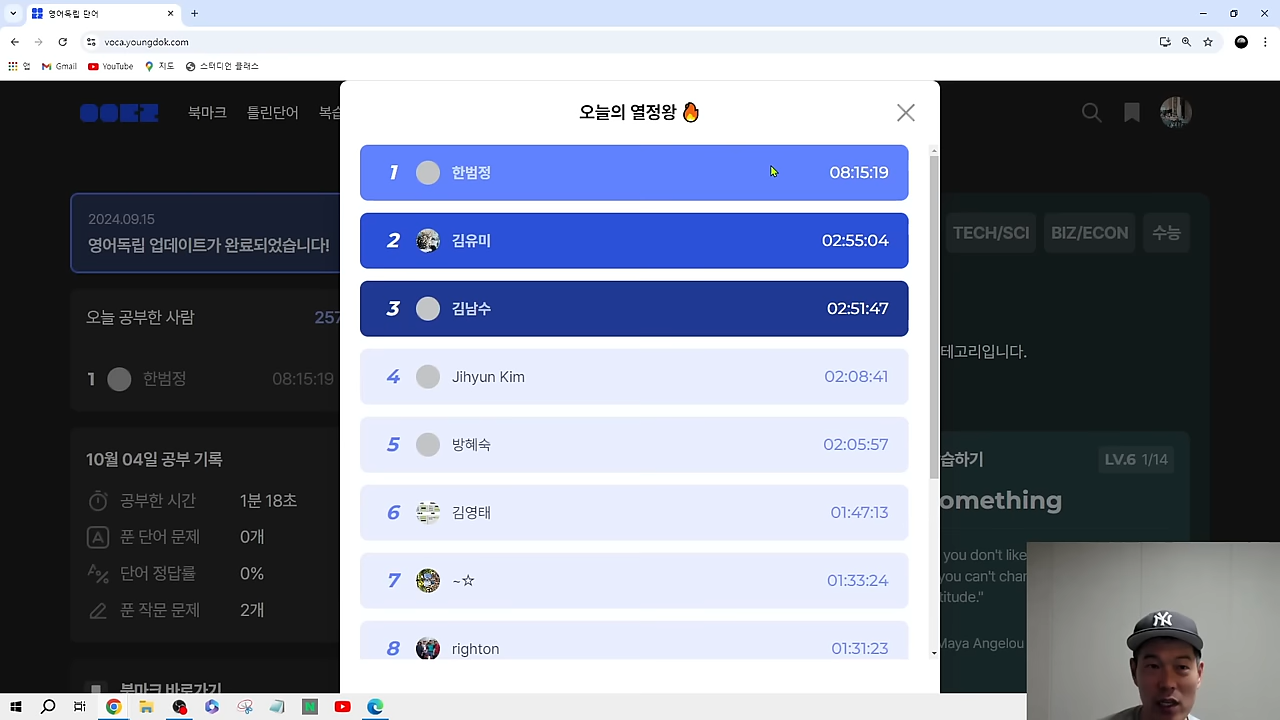 영어독립 단어
voca.youngdok.com
앱
Gmail
YouTube
지도
스터디언 클래스
북마크
틀린단어
복습
오늘의 열정왕 🔥
1 한범정 08:15:19
2 김유미 02:55:04
3 김남수 02:51:47
4 Jihyun Kim 02:08:41
5 방혜숙 02:05:57
6 김영태 01:47:13
7 ~☆ 01:33:24
8 righton 01:31:23
2024.09.15
영어독립 업데이트가 완료되었습니다!
오늘 공부한 사람 257
1 한범정 08:15:19
10월 04일 공부 기록
공부한 시간 1분 18초
푼 단어 문제 0개
단어 정답률 0%
푼 작문 문제 2개
북마크 바로가기
TECH/SCI
BIZ/ECON
수능
테고리입니다.
습하기
LV.6 1/14
omething
you don't like
you can't char
titude."
Maya Angelou